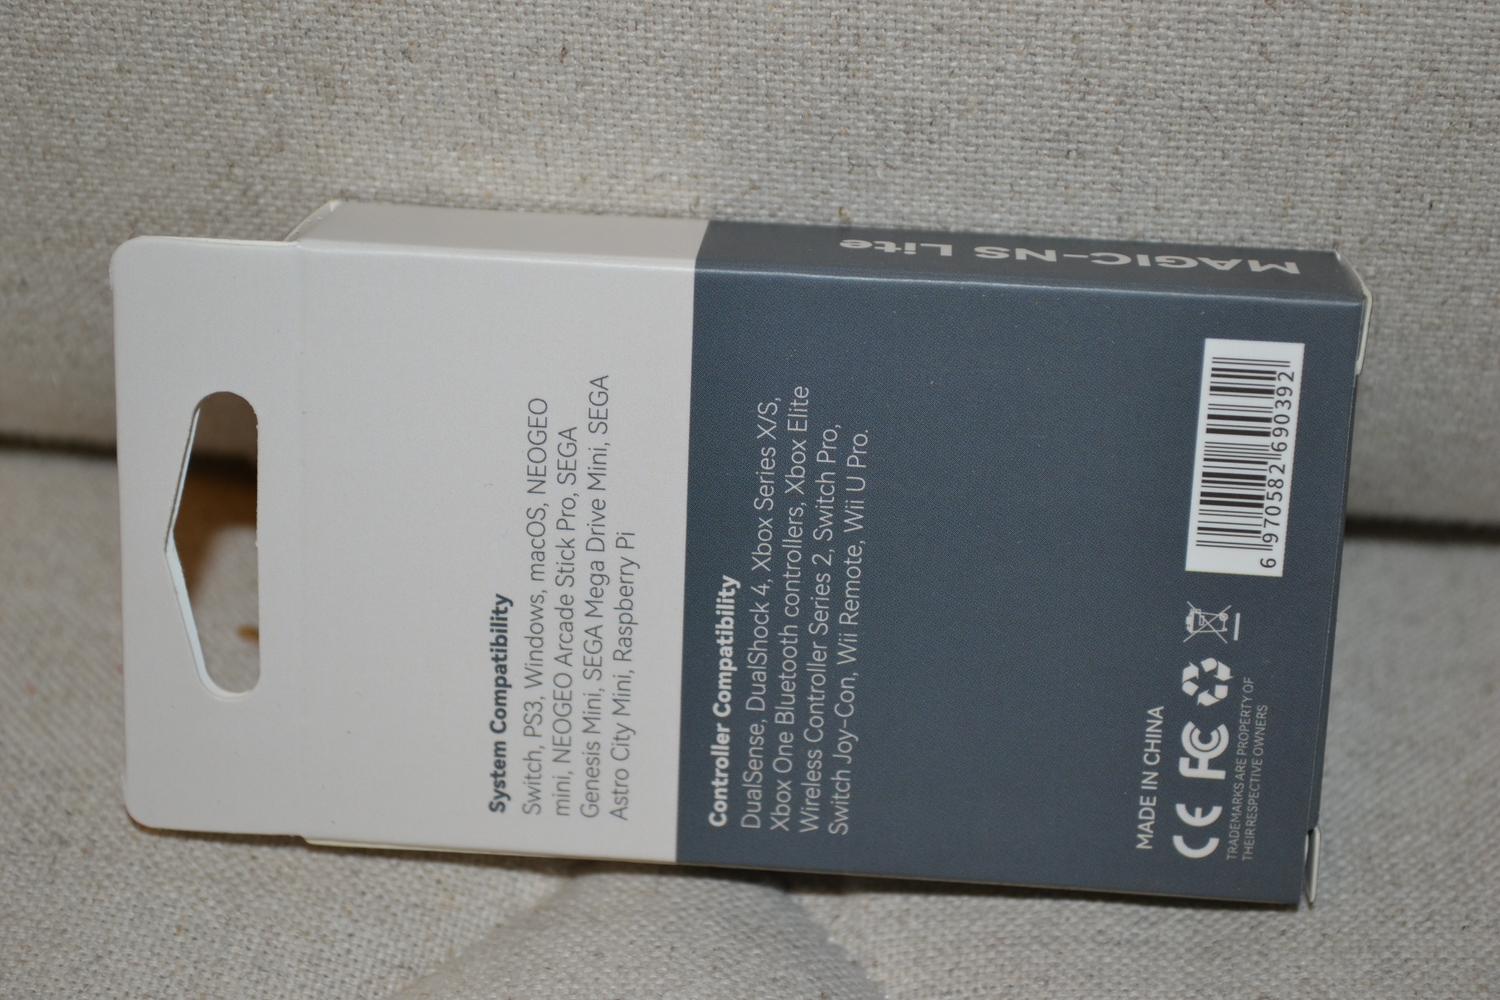 MAGIC-NS Lite
System Compatibility
Switch, PS3, Windows, macOS, NEOGEO
mini, NEOGEO Arcade Stick Pro, SEGA
Genesis Mini, SEGA Mega Drive Mini, SEGA
Astro City Mini, Raspberry Pi
Controller Compatibility
DualSense, DualShock 4, Xbox Series X/S,
Xbox One Bluetooth controllers, Xbox Elite
Wireless Controller Series 2, Switch Pro,
Switch Joy-Con, Wii Remote, Wii U Pro.
MADE IN CHINA
CE FC
TRADEMARKS ARE PROPERTY OF
THEIR RESPECTIVE OWNERS
6 970582 690392